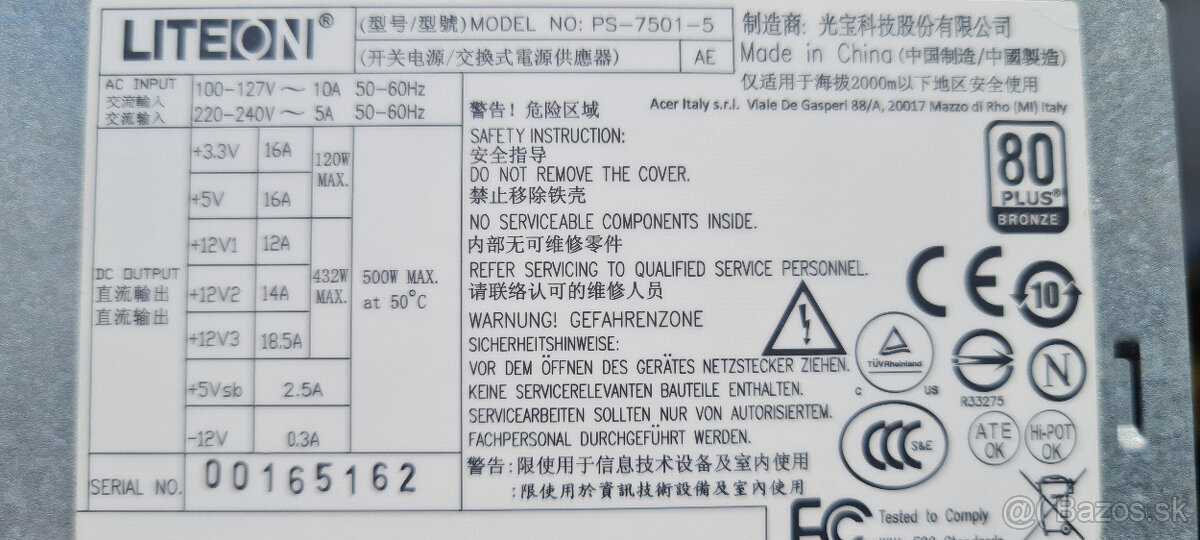 LITEON®
(型号/型號)MODEL NO: PS-7501-5
(开关电源/交換式電源供應器) AE
制造商: 光宝科技股份有限公司
Made in China(中国制造/中國製造)
仅适用于海拔2000m以下地区安全使用
Acer Italy s.r.l. Viale De Gasperi 88/A, 20017 Mazzo di Rho (MI) Italy
AC INPUT
交流輸入
交流输入
100-127V ～ 10A 50-60Hz
220-240V ～ 5A 50-60Hz
DC OUTPUT
直流輸出
直流输出
+3.3V 16A
+5V 16A
120W MAX.
+12V1 12A
+12V2 14A
+12V3 18.5A
432W MAX.
+5Vsb 2.5A
-12V 0.3A
500W MAX.
at 50°C
SERIAL NO. 00165162
警告! 危险区域
SAFETY INSTRUCTION:
安全指导
DO NOT REMOVE THE COVER.
禁止移除铁壳
NO SERVICEABLE COMPONENTS INSIDE.
内部无可维修零件
REFER SERVICING TO QUALIFIED SERVICE PERSONNEL.
请联络认可的维修人员
WARNUNG! GEFAHRENZONE
SICHERHEITSHINWEISE:
VOR DEM ÖFFNEN DES GERÄTES NETZSTECKER ZIEHEN.
KEINE SERVICERELEVANTEN BAUTEILE ENTHALTEN.
SERVICEARBEITEN SOLLTEN NUR VON AUTORISIERTEM.
FACHPERSONAL DURCHGEFÜHRT WERDEN.
警告:限使用于信息技术设备及室内使用
:限使用於資訊技術設備及室內使用
80
PLUS®
BRONZE
CE
10
TÜVRheinland
C US
R33275
N
CCC S&E
ATE
OK
Hi-POT
OK
FC
Tested to Comply
@ Bazos.sk